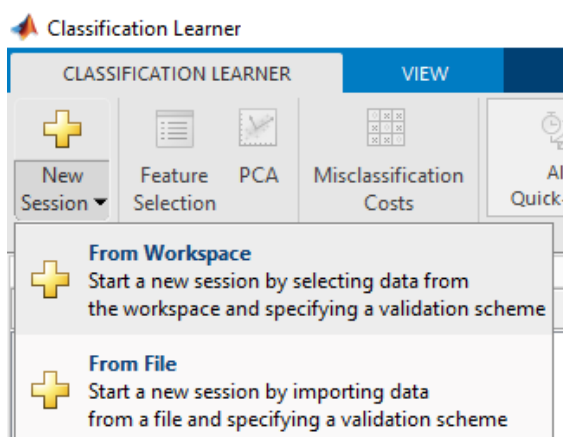 Classification Learner
CLASSIFICATION LEARNER VIEW
New Feature PCA Misclassification
Session Selection Costs
From Workspace
Start a new session by selecting data from
the workspace and specifying a validation scheme
From File
Start a new session by importing data
from a file and specifying a validation scheme